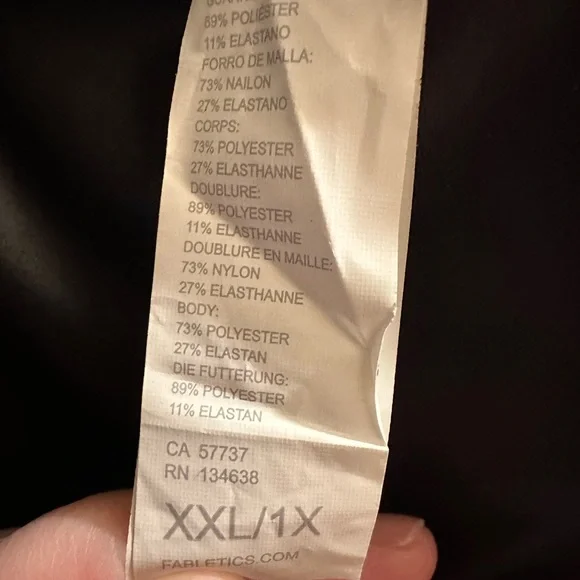 89% POLIÉSTER
11% ELASTANO
FORRO DE MALLA:
73% NAILON
27% ELASTANO
CORPS:
73% POLYESTER
27% ELASTHANNE
DOUBLURE:
89% POLYESTER
11% ELASTHANNE
DOUBLURE EN MAILLE:
73% NYLON
27% ELASTHANNE
BODY:
73% POLYESTER
27% ELASTAN
DIE FUTTERUNG:
89% POLYESTER
11% ELASTAN
CA 57737
RN 134638
XXL/1X
FABLETICS.COM